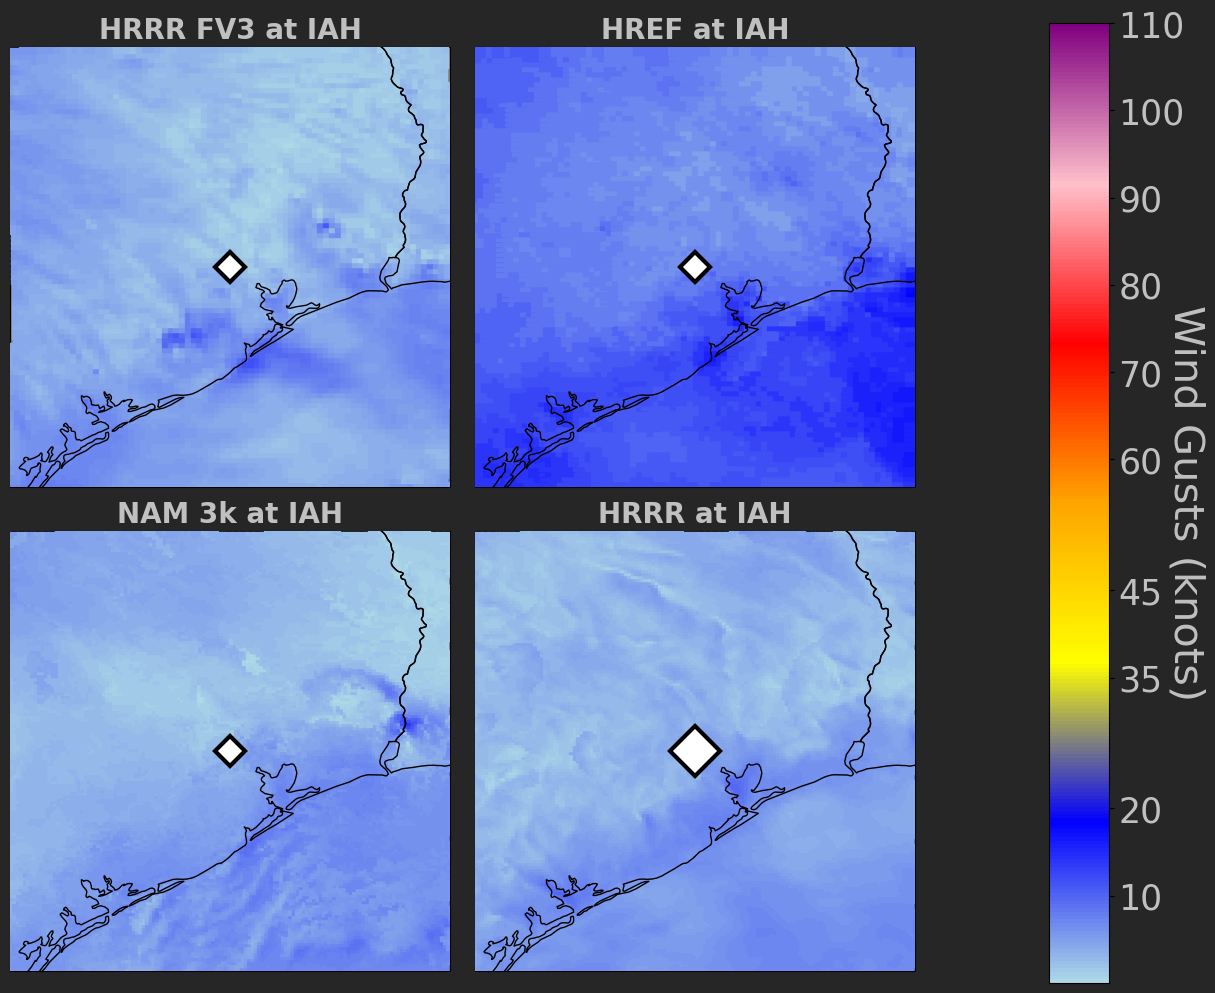 HRRR FV3 at IAH
HREF at IAH
NAM 3k at IAH
HRRR at IAH
110
100
90
80
70
60
45
35
20
10
Wind Gusts (knots)